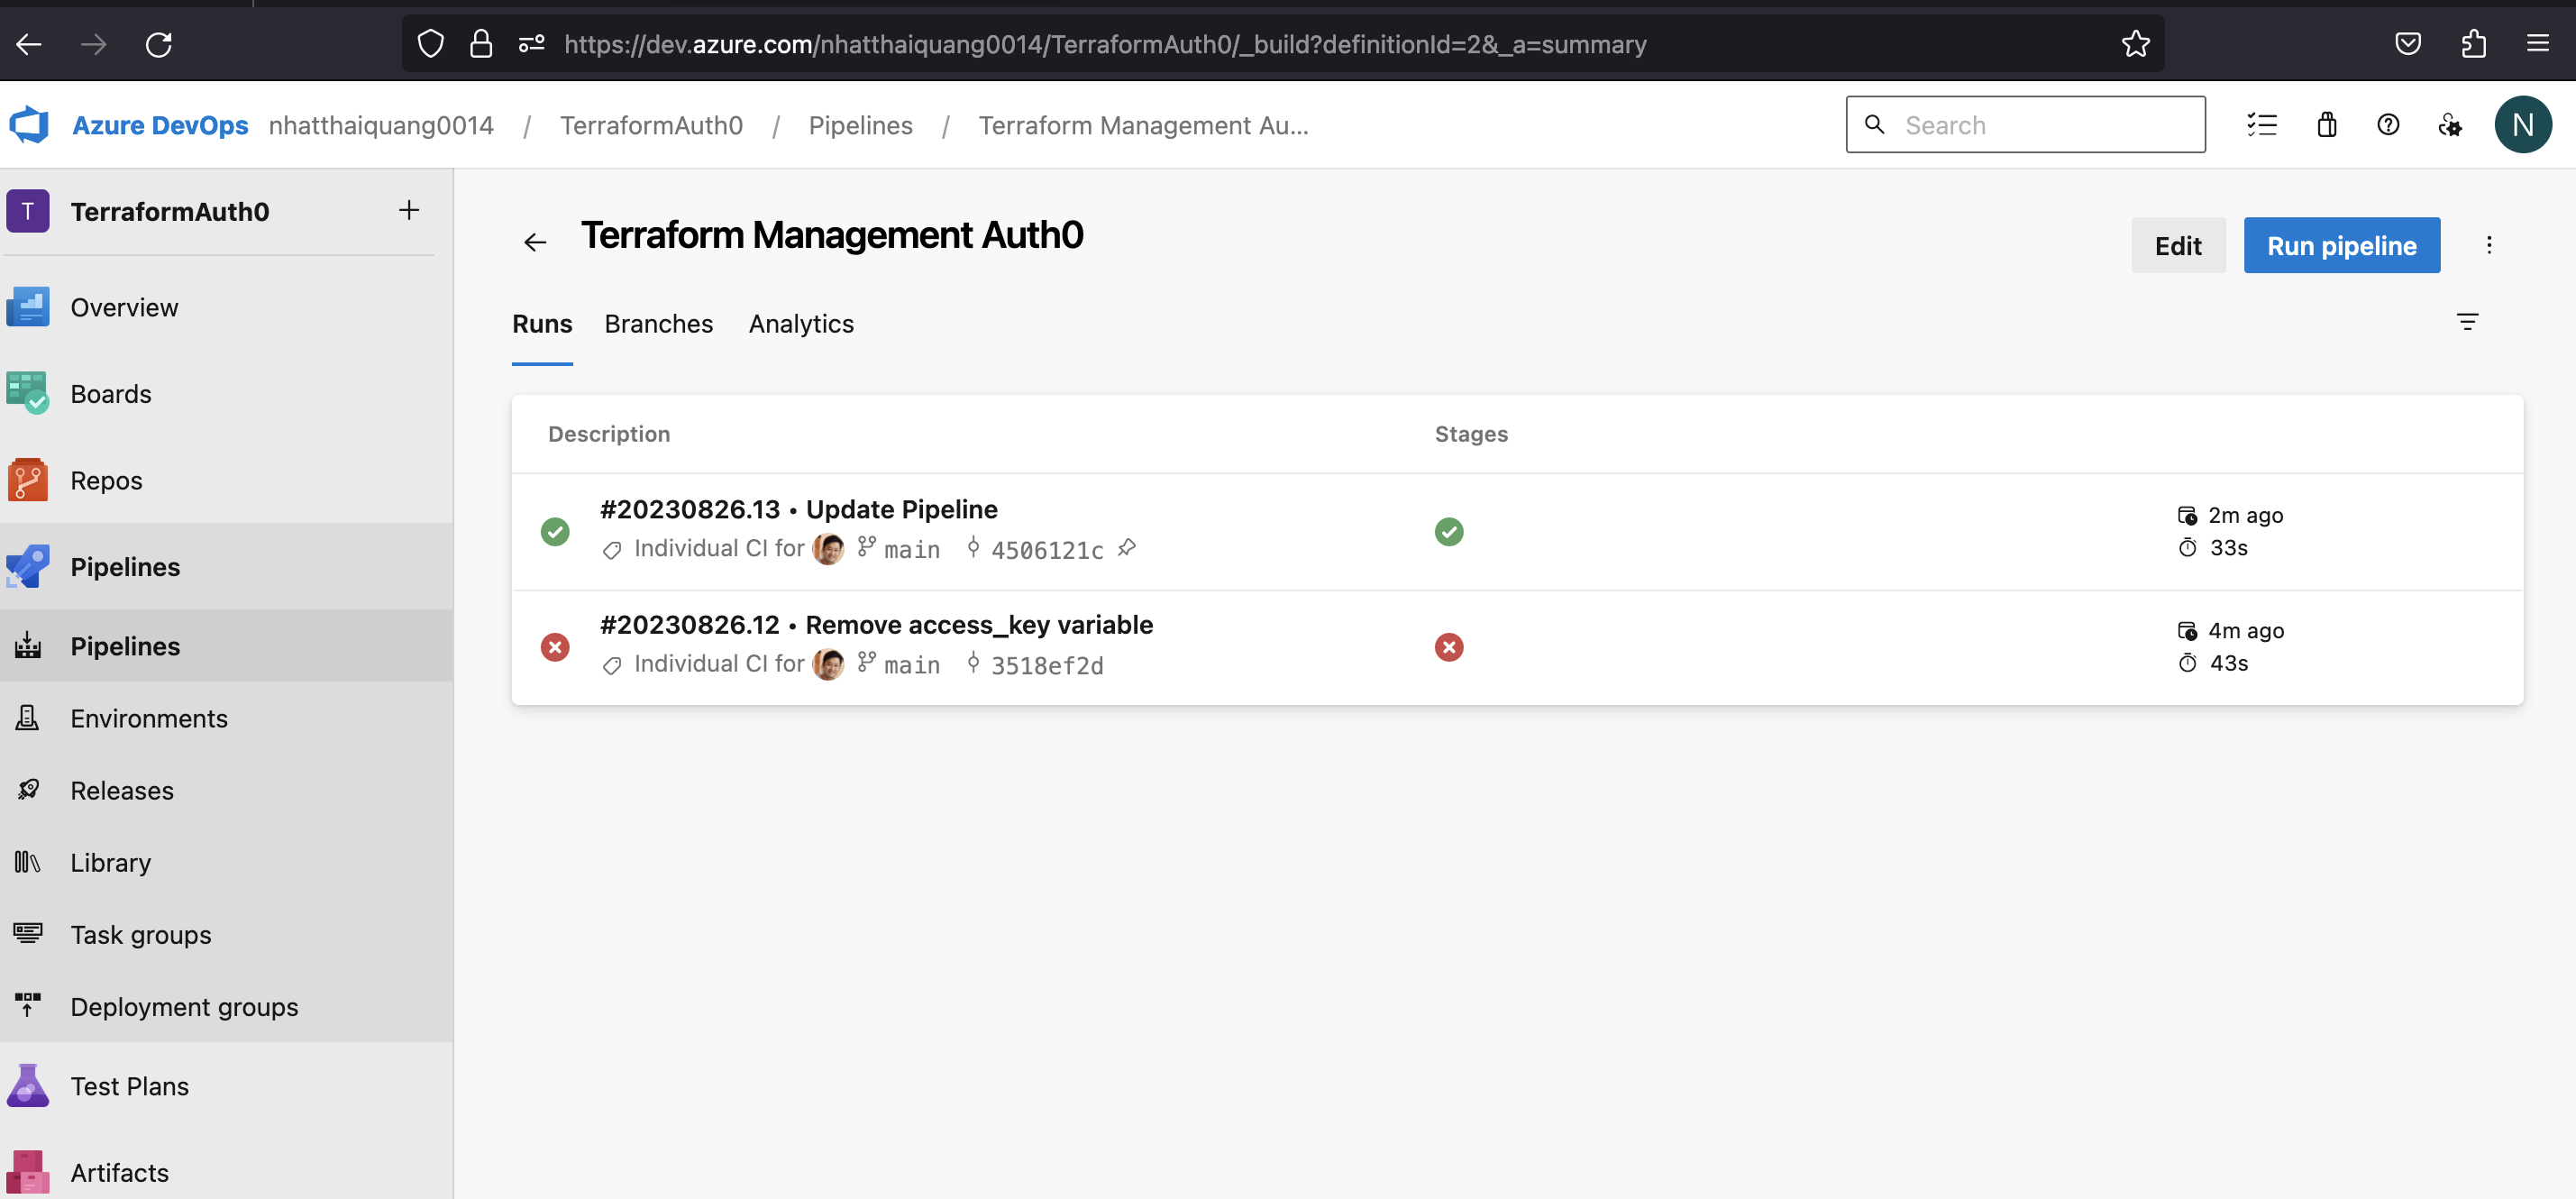 https://dev.azure.com/nhatthaiquang0014/TerraformAuth0/_build?definitionId=2&_a=summary
Azure DevOps nhatthaiquang0014 / TerraformAuth0 / Pipelines / Terraform Management Au... Search N
T TerraformAuth0 +
Overview
Boards
Repos
Pipelines
Pipelines
Environments
Releases
Library
Task groups
Deployment groups
Test Plans
Artifacts
Terraform Management Auth0
Edit Run pipeline
Runs Branches Analytics
Description Stages
#20230826.13 • Update Pipeline
Individual CI for main 4506121c
2m ago
33s
#20230826.12 • Remove access_key variable
Individual CI for main 3518ef2d
4m ago
43s